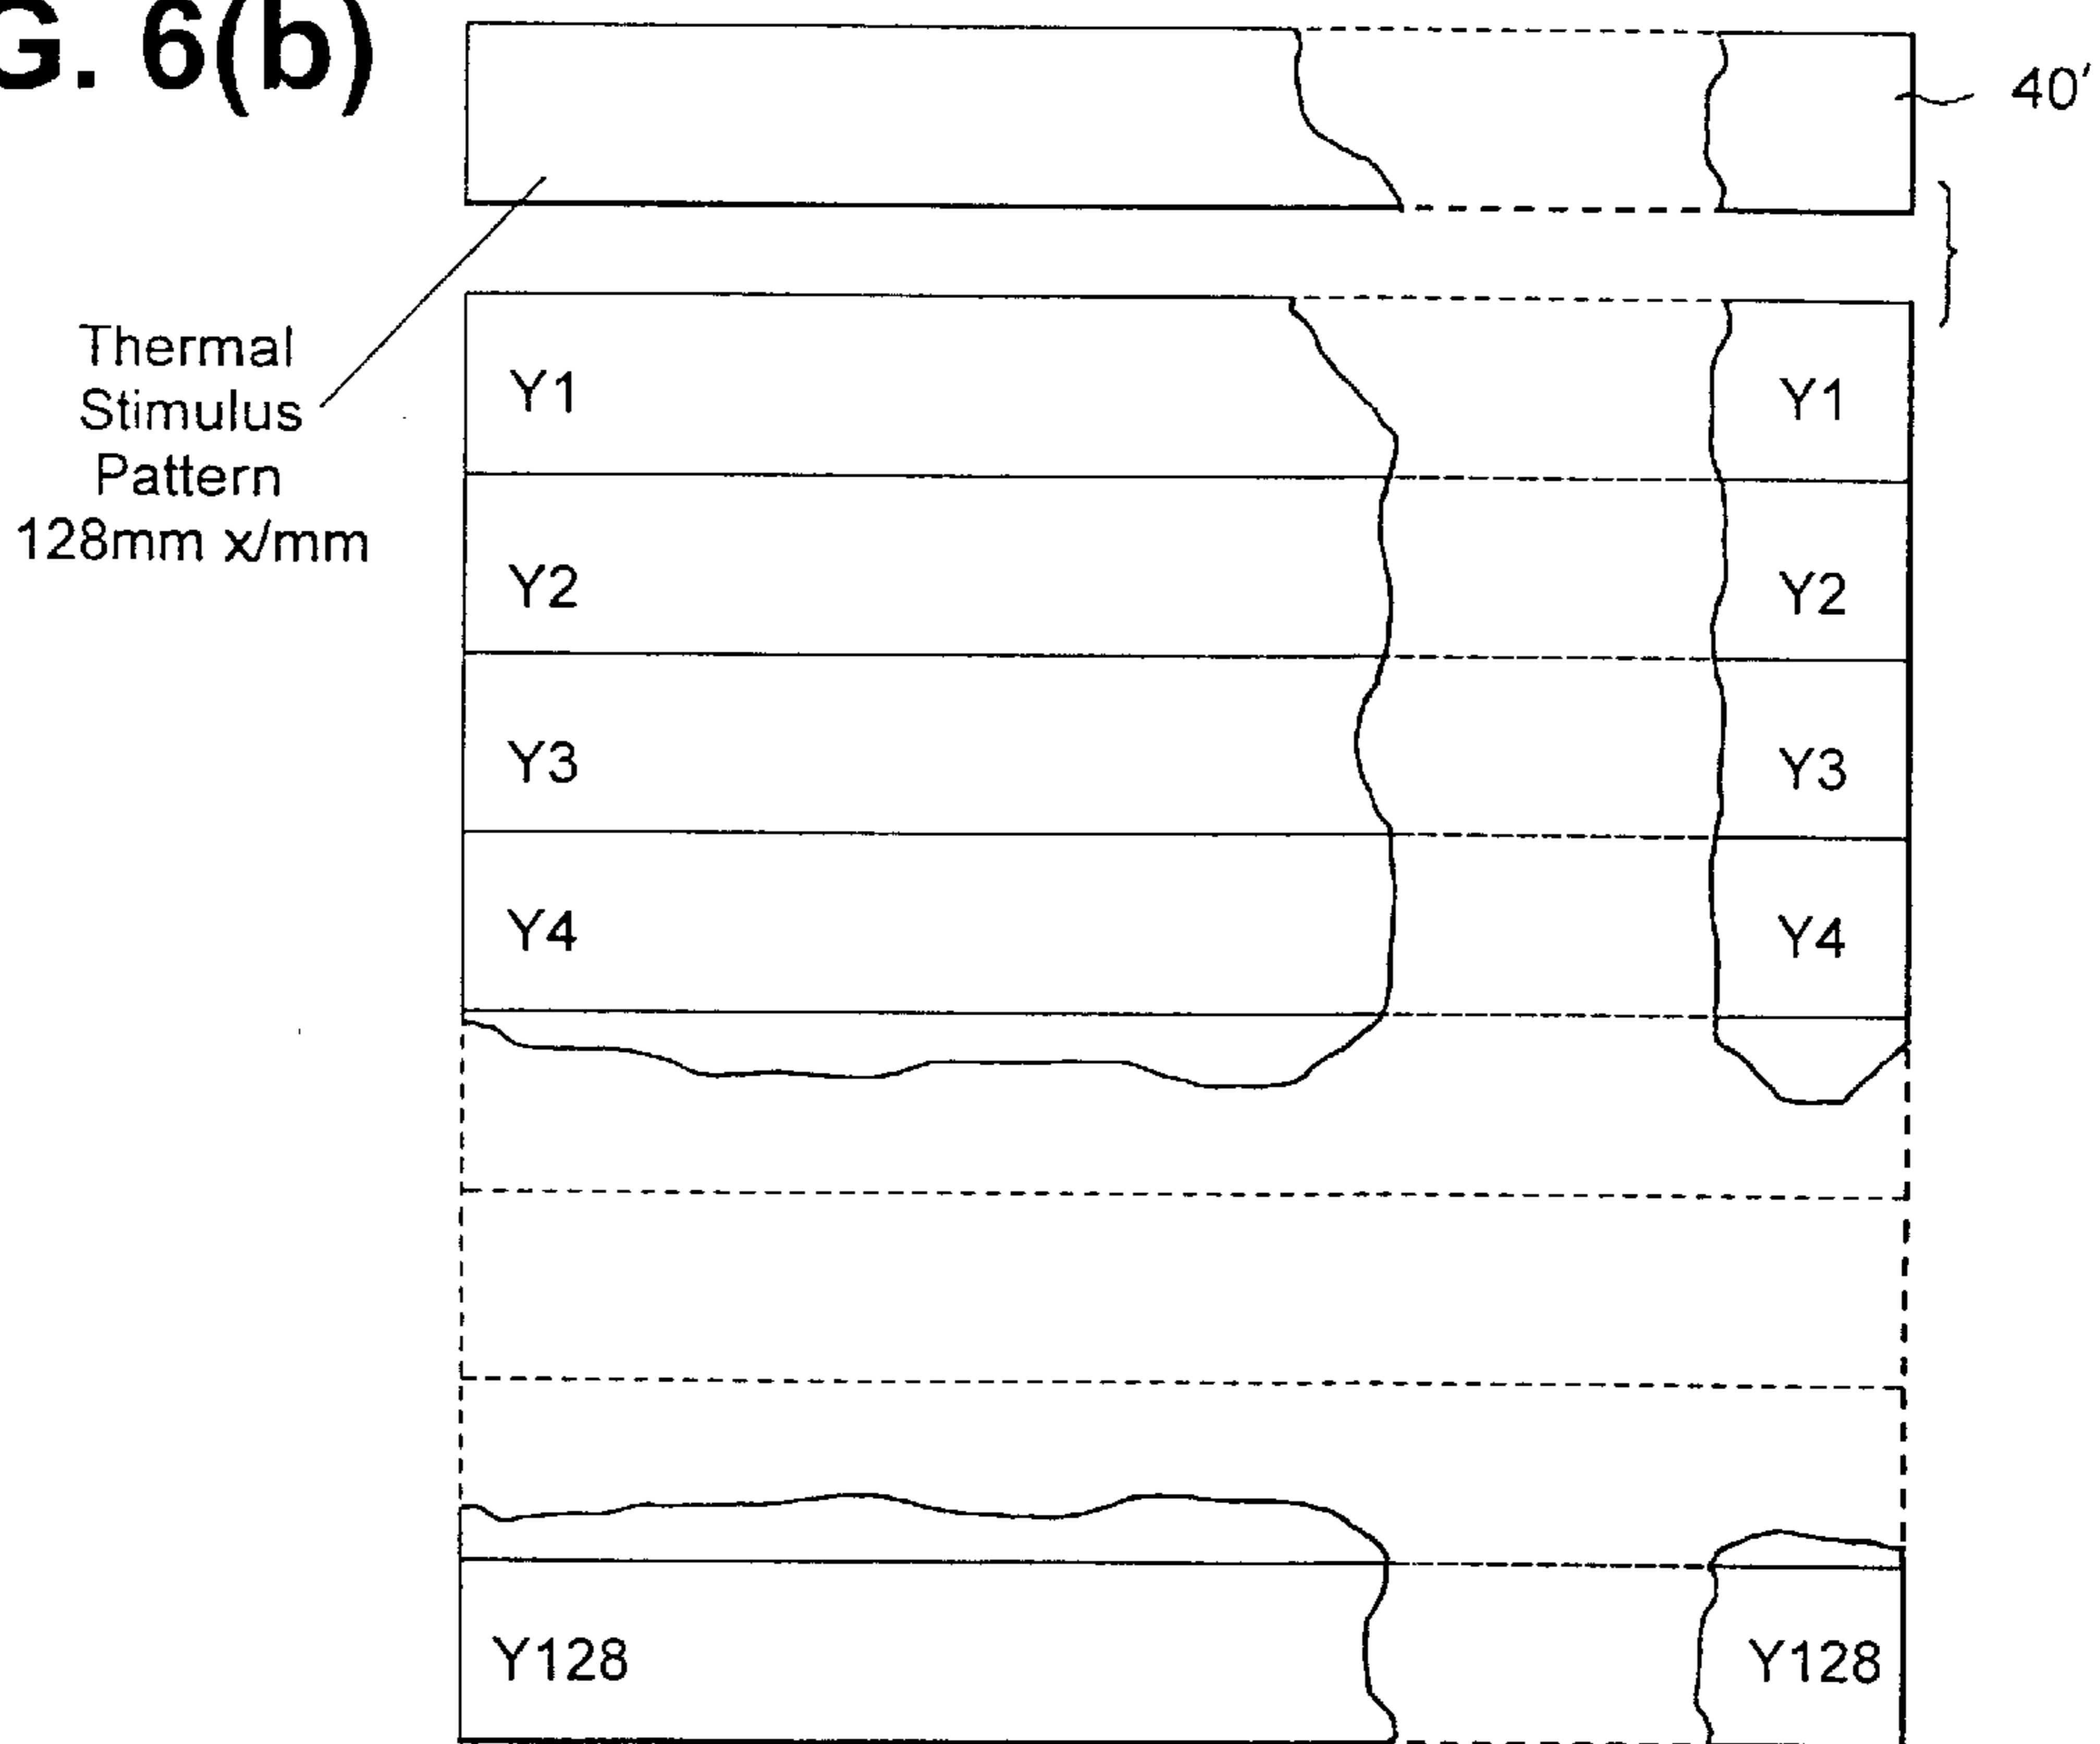 G. 6(b)
40'
Thermal
Stimulus
Pattern
128mm x/mm
Y1 Y1
Y2 Y2
Y3 Y3
Y4 Y4
Y128 Y128